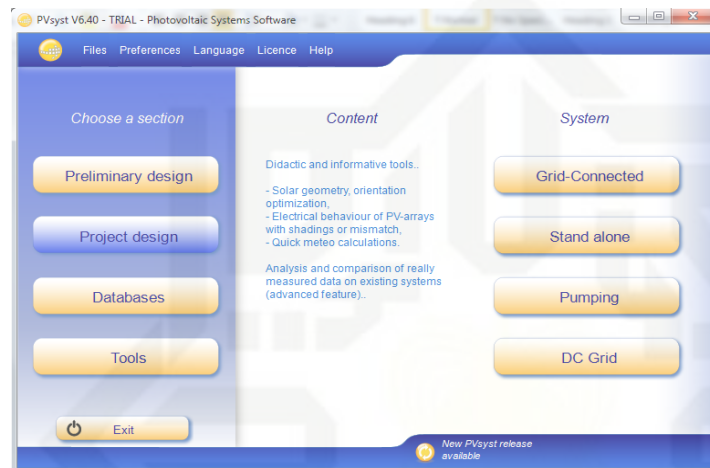 PVsyst V6.40 - TRIAL - Photovoltaic Systems Software
Files Preferences Language Licence Help
Choose a section
Preliminary design
Project design
Databases
Tools
Exit
Content
Didactic and informative tools..
- Solar geometry, orientation
optimization,
- Electrical behaviour of PV-arrays
with shadings or mismatch,
- Quick meteo calculations.
Analysis and comparison of really
measured data on existing systems
(advanced feature)..
System
Grid-Connected
Stand alone
Pumping
DC Grid
New PVsyst release
available